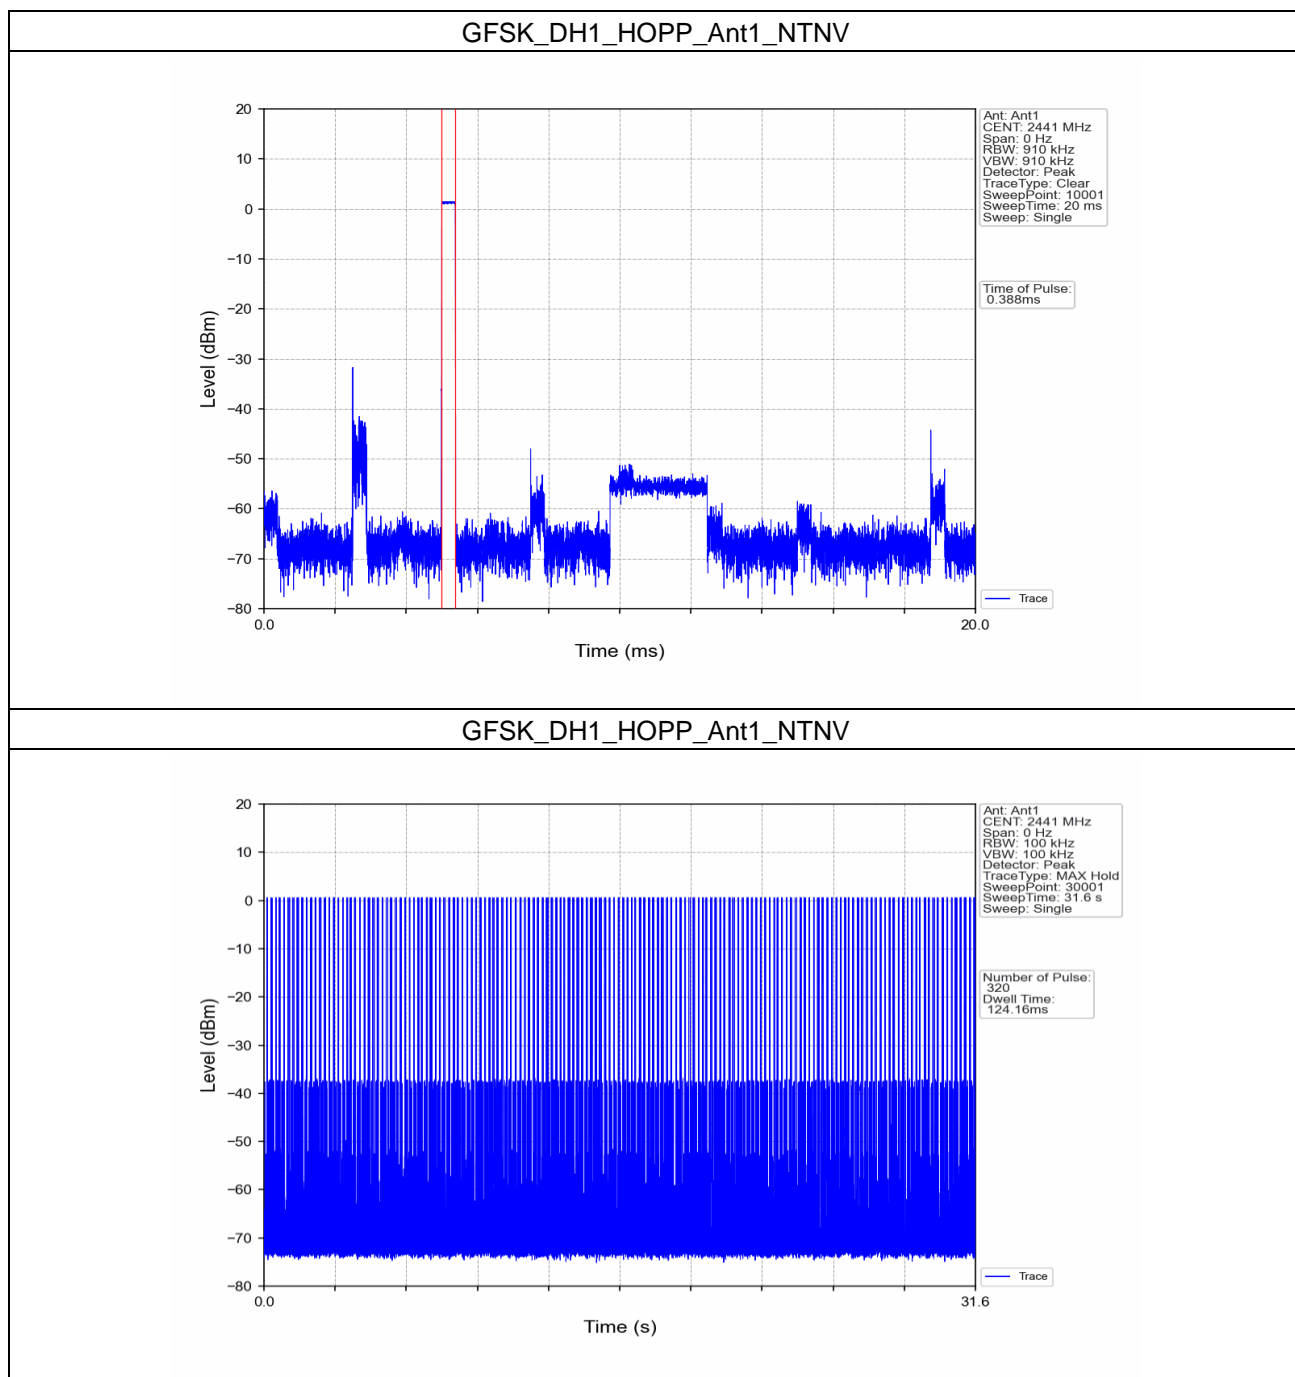 GFSK_DH1_HOPP_Ant1_NTNV
20
10
0
−10
−20
−30
−40
−50
−60
−70
−80
Level (dBm)
0.0
20.0
Time (ms)
Ant: Ant1
CENT: 2441 MHz
Span: 0 Hz
RBW: 910 kHz
VBW: 910 kHz
Detector: Peak
TraceType: Clear
SweepPoint: 10001
SweepTime: 20 ms
Sweep: Single
Time of Pulse:
0.388ms
Trace
GFSK_DH1_HOPP_Ant1_NTNV
20
10
0
−10
−20
−30
−40
−50
−60
−70
−80
Level (dBm)
0.0
31.6
Time (s)
Ant: Ant1
CENT: 2441 MHz
Span: 0 Hz
RBW: 100 kHz
VBW: 100 kHz
Detector: Peak
TraceType: MAX Hold
SweepPoint: 30001
SweepTime: 31.6 s
Sweep: Single
Number of Pulse:
320
Dwell Time:
124.16ms
Trace